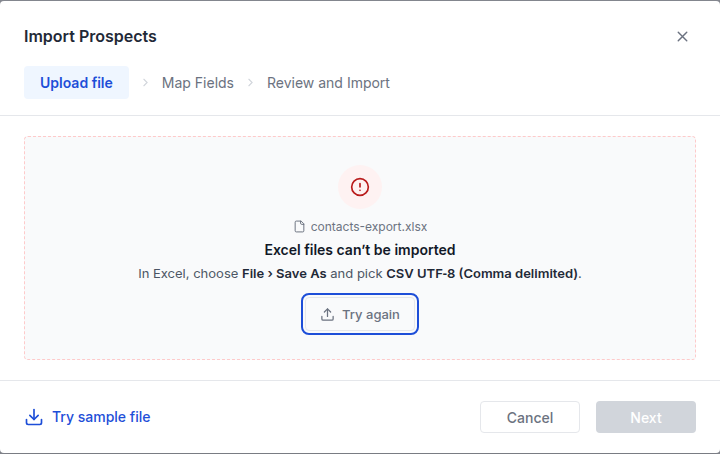 Import Prospects
Upload file > Map Fields > Review and Import
contacts-export.xlsx
Excel files can’t be imported
In Excel, choose File › Save As and pick CSV UTF-8 (Comma delimited).
Try again
Try sample file
Cancel
Next